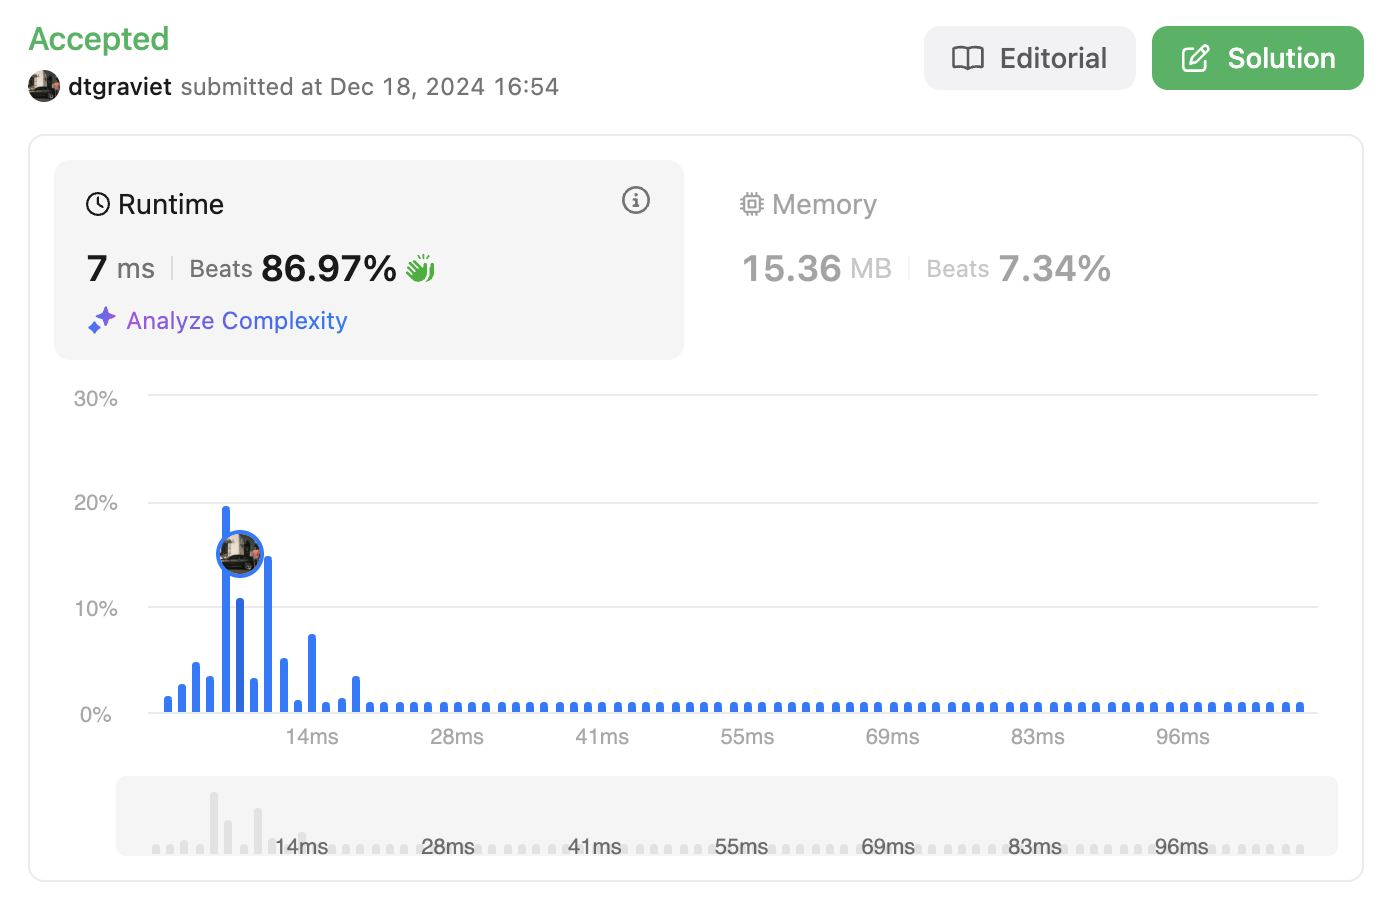 Accepted
dtgraviet submitted at Dec 18, 2024 16:54
Editorial
Solution
Runtime
7 ms Beats 86.97%
Analyze Complexity
Memory
15.36 MB Beats 7.34%
30%
20%
10%
0%
14ms 28ms 41ms 55ms 69ms 83ms 96ms
14ms 28ms 41ms 55ms 69ms 83ms 96ms